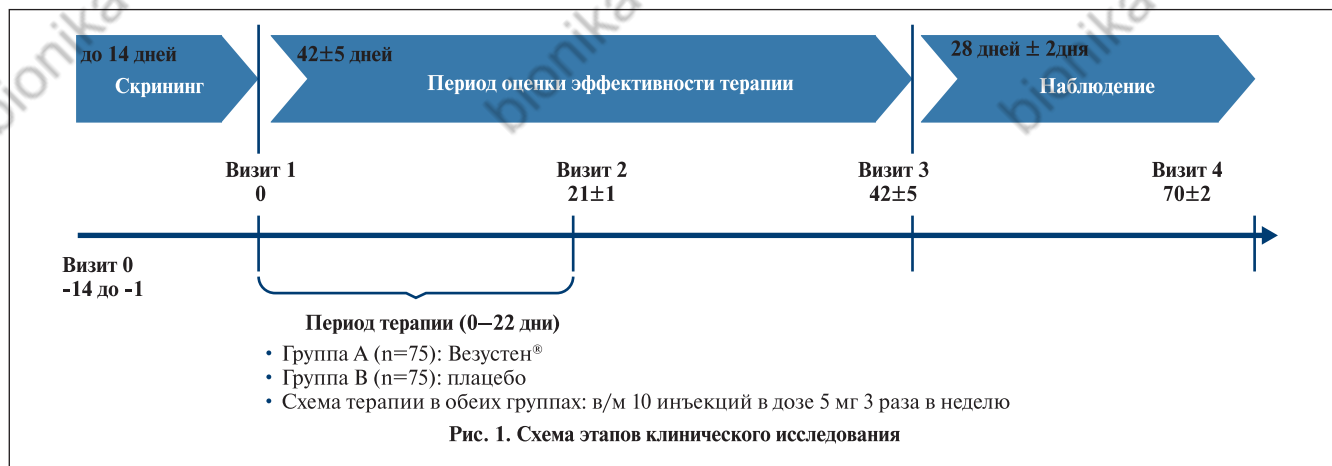 bionika
bionika
bionika
до 14 дней
Скрининг
42±5 дней
Период оценки эффективности терапии
28 дней ± 2дня
Наблюдение
Визит 1
0
Визит 2
21±1
Визит 3
42±5
Визит 4
70±2
Визит 0
-14 до -1
Период терапии (0—22 дни)
• Группа А (n=75): Везустен®
• Группа В (n=75): плацебо
• Схема терапии в обеих группах: в/м 10 инъекций в дозе 5 мг 3 раза в неделю
Рис. 1. Схема этапов клинического исследования